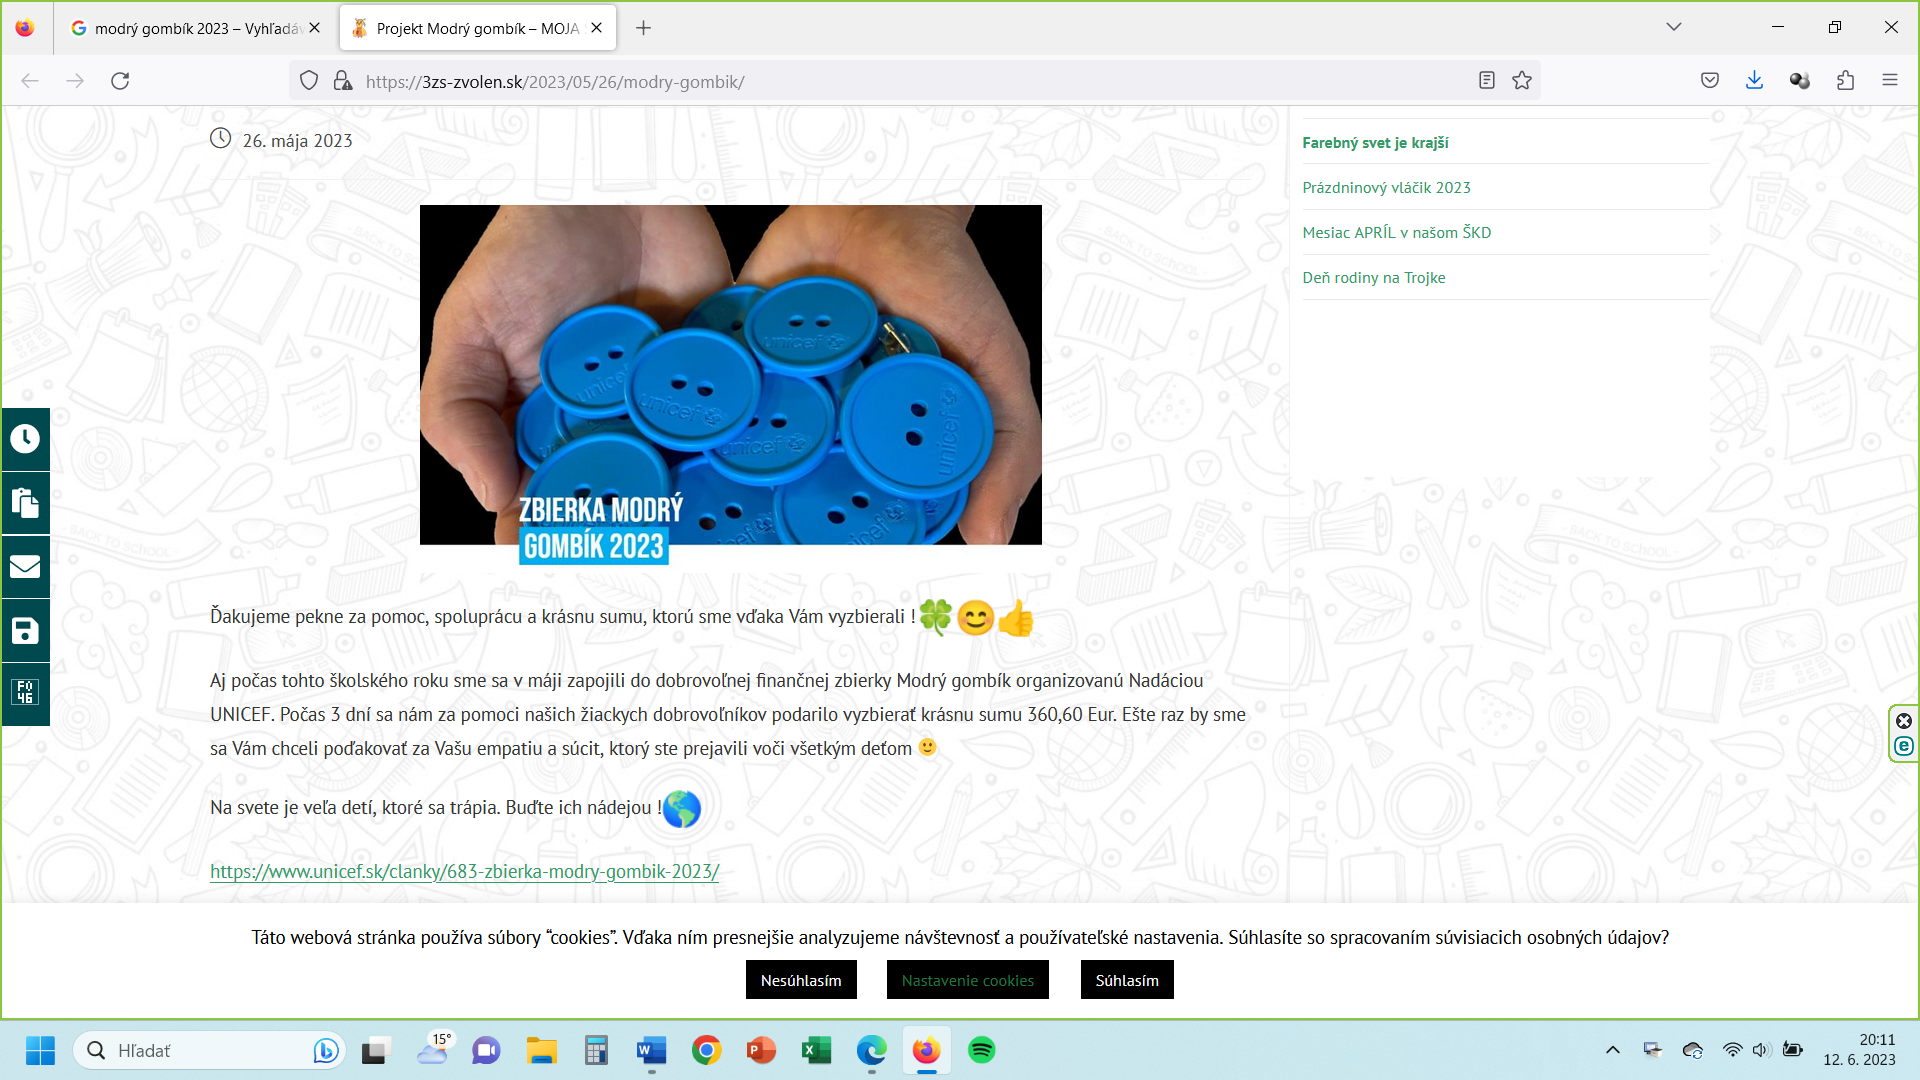 modrý gombík 2023 – Vyhľadáv
Projekt Modrý gombík – MOJA
https://3zs-zvolen.sk/2023/05/26/modry-gombik/
26. mája 2023
Farebný svet je krajší
Prázdninový vláčik 2023
Mesiac APRÍL v našom ŠKD
Deň rodiny na Trojke
unicef
unicef
unicef
unicef
unicef
ZBIERKA MODRÝ
GOMBÍK 2023
Ďakujeme pekne za pomoc, spoluprácu a krásnu sumu, ktorú sme vďaka Vám vyzbierali !🍀😊👍
Aj počas tohto školského roku sme sa v máji zapojili do dobrovoľnej finančnej zbierky Modrý gombík organizovanú Nadáciou
UNICEF. Počas 3 dní sa nám za pomoci našich žiackych dobrovoľníkov podarilo vyzbierať krásnu sumu 360,60 Eur. Ešte raz by sme
sa Vám chceli poďakovať za Vašu empatiu a súcit, ktorý ste prejavili voči všetkým deťom 🙂
Na svete je veľa detí, ktoré sa trápia. Buďte ich nádejou !🌎
https://www.unicef.sk/clanky/683-zbierka-modry-gombik-2023/
Táto webová stránka používa súbory “cookies”. Vďaka ním presnejšie analyzujeme návštevnosť a používateľské nastavenia. Súhlasíte so spracovaním súvisiacich osobných údajov?
Nesúhlasím
Nastavenie cookies
Súhlasím
Hľadať
15°
20:11
12. 6. 2023